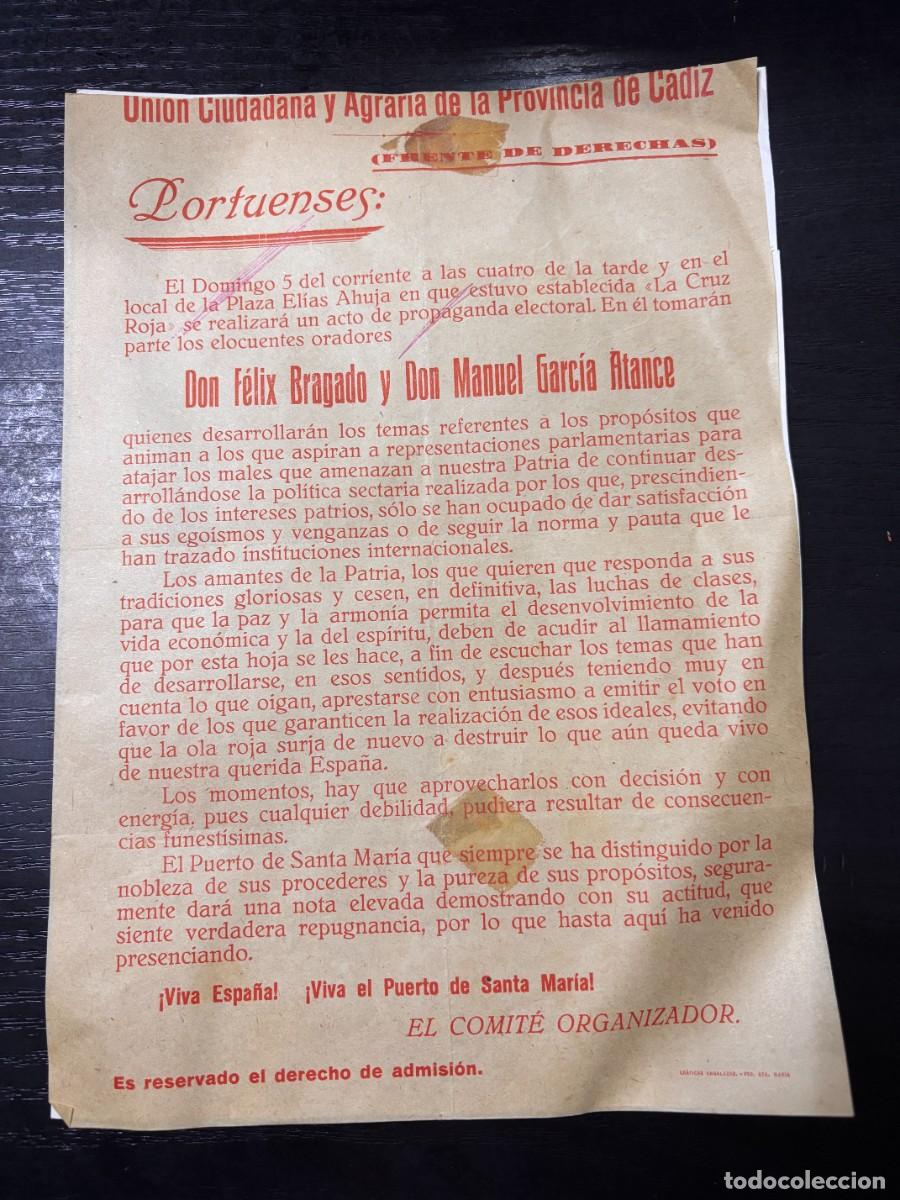 Unión Ciudadana y Agraria de la Provincia de Cádiz
(FRENTE DE DERECHAS)
Portuenses:
El Domingo 5 del corriente a las cuatro de la tarde y en el
local de la Plaza Elías Ahuja en que estuvo establecida «La Cruz
Roja» se realizará un acto de propaganda electoral. En él tomarán
parte los elocuentes oradores
Don Félix Bragado y Don Manuel García Atance
quienes desarrollarán los temas referentes a los propósitos que
animan a los que aspiran a representaciones parlamentarias para
atajar los males que amenazan a nuestra Patria de continuar des-
arrollándose la política sectaria realizada por los que, prescindien-
do de los intereses patrios, sólo se han ocupado de dar satisfacción
a sus egoísmos y venganzas o de seguir la norma y pauta que le
han trazado instituciones internacionales.
Los amantes de la Patria, los que quieren que responda a sus
tradiciones gloriosas y cesen, en definitiva, las luchas de clases,
para que la paz y la armonía permita el desenvolvimiento de la
vida económica y la del espíritu, deben de acudir al llamamiento
que por esta hoja se les hace, a fin de escuchar los temas que han
de desarrollarse, en esos sentidos, y después teniendo muy en
cuenta lo que oigan, aprestarse con entusiasmo a emitir el voto en
favor de los que garanticen la realización de esos ideales, evitando
que la ola roja surja de nuevo a destruir lo que aún queda vivo
de nuestra querida España.
Los momentos, hay que aprovecharlos con decisión y con
energía. pues cualquier debilidad, pudiera resultar de consecuen-
cias funestísimas.
El Puerto de Santa María que siempre se ha distinguido por la
nobleza de sus procederes y la pureza de sus propósitos, segura-
mente dará una nota elevada demostrando con su actitud, que
siente verdadera repugnancia, por lo que hasta aquí ha venido
presenciando.
¡Viva España! ¡Viva el Puerto de Santa María!
EL COMITÉ ORGANIZADOR.
Es reservado el derecho de admisión.
GRÁFICAS -PTO. STA. MARÍA
todocoleccion